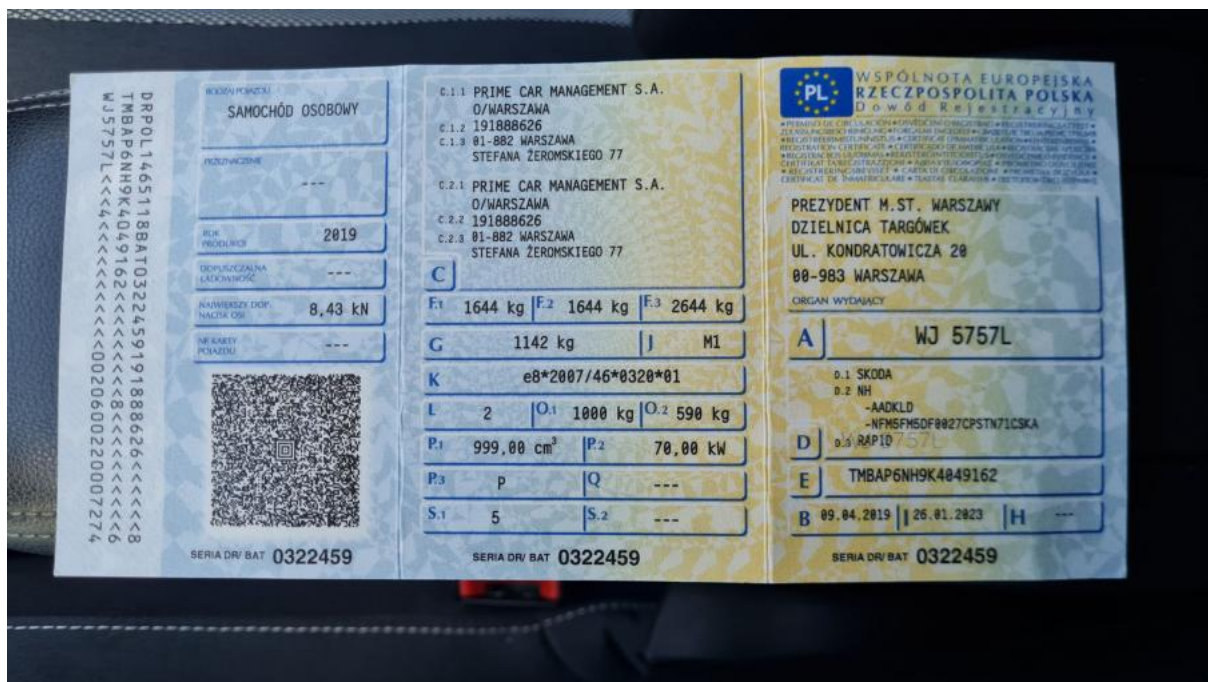 DRPOL1465118BAT0322459191888626<<<<<8
TMBAP6NH9K4049162<<<<<<<8<<<<<<<<<<6
WJ5757L<<4<<<<<<<<<<<0020600220007274
RODZAJ POJAZDU
SAMOCHÓD OSOBOWY
PRZEZNACZENIE
---
ROK PRODUKCJI 2019
DOPUSZCZALNA ŁADOWNOŚĆ ---
NAJWIĘKSZY DOP. NACISK OSI 8,43 kN
NR KARTY POJAZDU ---
SERIA DR/ BAT 0322459
C.1.1 PRIME CAR MANAGEMENT S.A.
O/WARSZAWA
C.1.2 191888626
C.1.3 01-882 WARSZAWA
STEFANA ŻEROMSKIEGO 77
C.2.1 PRIME CAR MANAGEMENT S.A.
O/WARSZAWA
C.2.2 191888626
C.2.3 01-882 WARSZAWA
STEFANA ŻEROMSKIEGO 77
C
F.1 1644 kg F.2 1644 kg F.3 2644 kg
G 1142 kg J M1
K e8*2007/46*0320*01
L 2 O.1 1000 kg O.2 590 kg
P.1 999,00 cm³ P.2 70,00 kW
P.3 P Q ---
S.1 5 S.2 ---
SERIA DR/ BAT 0322459
PL
WSPÓLNOTA EUROPEJSKA
RZECZPOSPOLITA POLSKA
Dowód Rejestracyjny
PREZYDENT M.ST. WARSZAWY
DZIELNICA TARGÓWEK
UL. KONDRATOWICZA 20
00-983 WARSZAWA
ORGAN WYDAJĄCY
A WJ 5757L
D.1 SKODA
D.2 NH
-AADKLD
-NFM5FM5DF0027CPSTN71CSKA
D D.3 RAPID
E TMBAP6NH9K4049162
B 09.04.2019 I 26.01.2023 H ---
SERIA DR/ BAT 0322459